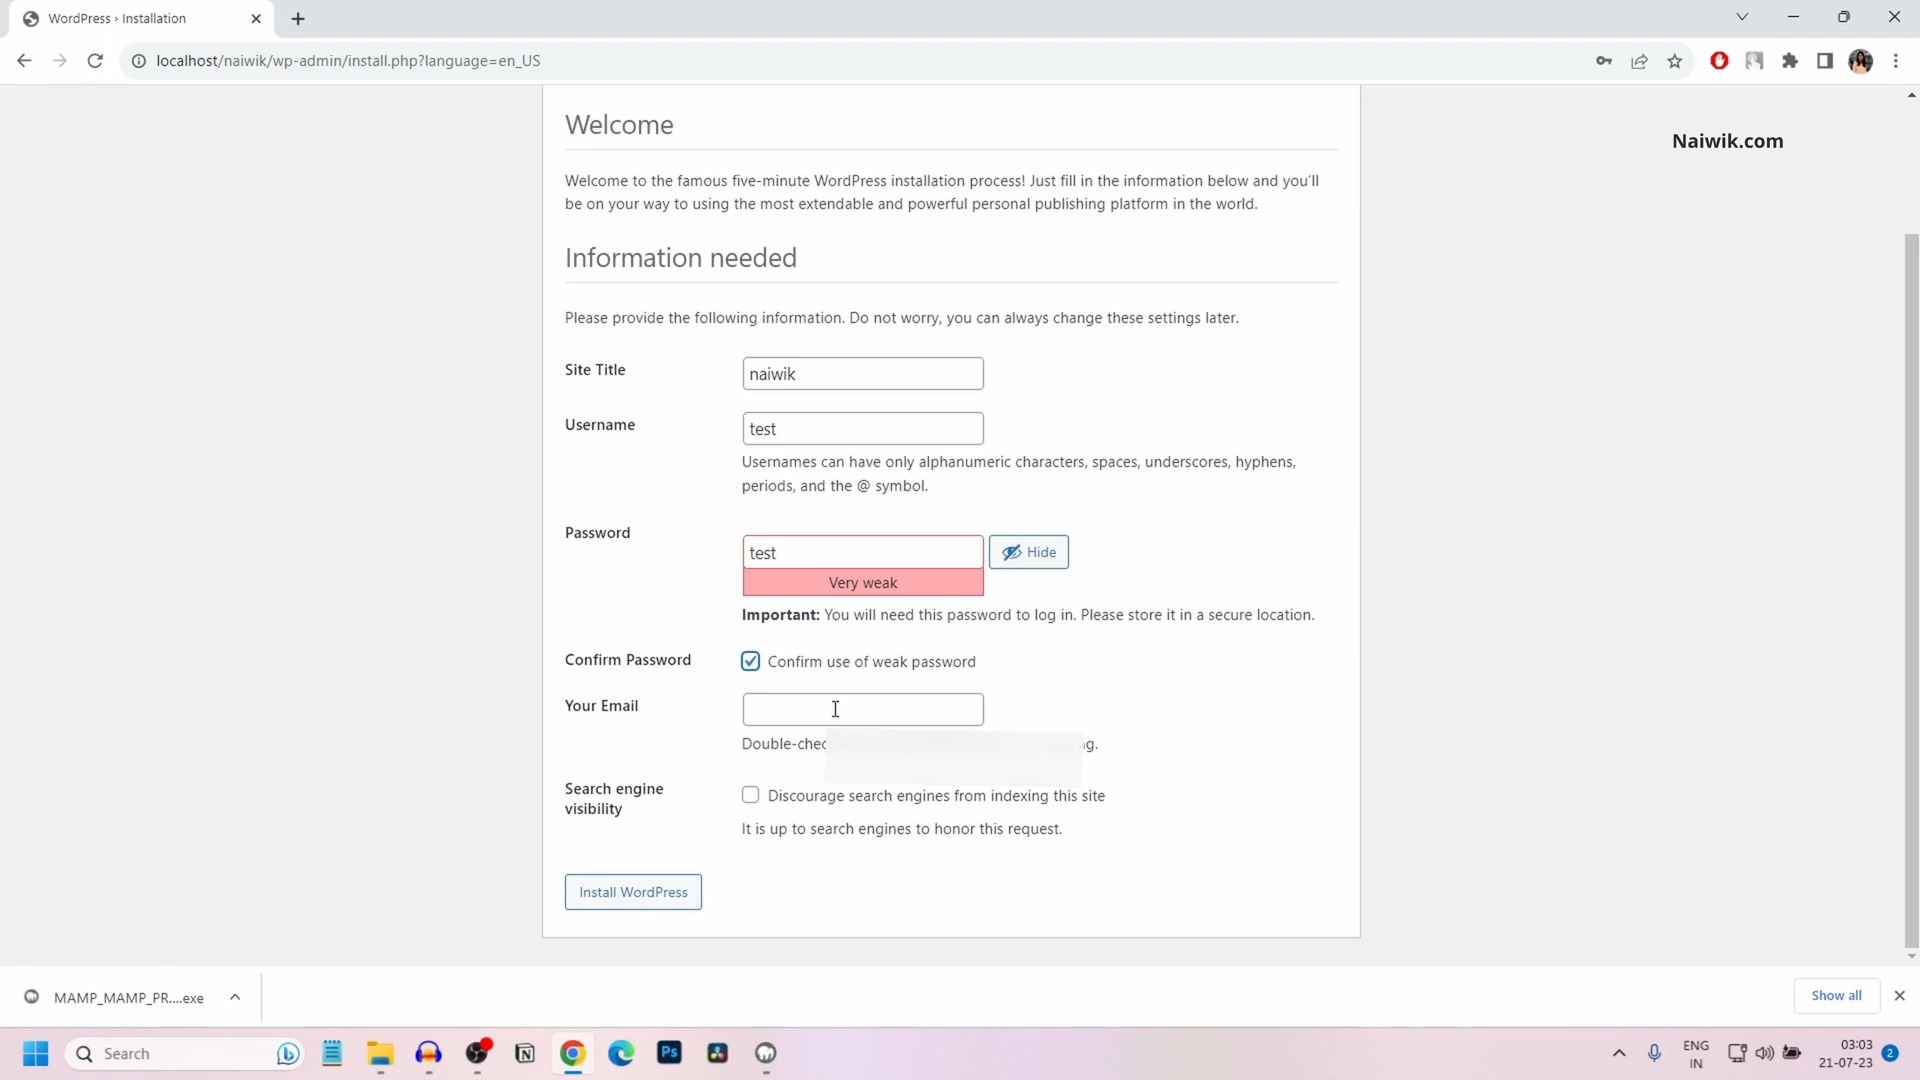 WordPress › Installation
localhost/naiwik/wp-admin/install.php?language=en_US
Welcome
Naiwik.com
Welcome to the famous five-minute WordPress installation process! Just fill in the information below and you'll
be on your way to using the most extendable and powerful personal publishing platform in the world.
Information needed
Please provide the following information. Do not worry, you can always change these settings later.
Site Title
naiwik
Username
test
Usernames can have only alphanumeric characters, spaces, underscores, hyphens,
periods, and the @ symbol.
Password
test
Hide
Very weak
Important: You will need this password to log in. Please store it in a secure location.
Confirm Password
Confirm use of weak password
Your Email
Search engine
visibility
Discourage search engines from indexing this site
It is up to search engines to honor this request.
Install WordPress
MAMP_MAMP_PR....exe
Show all
Search
Ps
ENG
IN
03:03
21-07-23
2